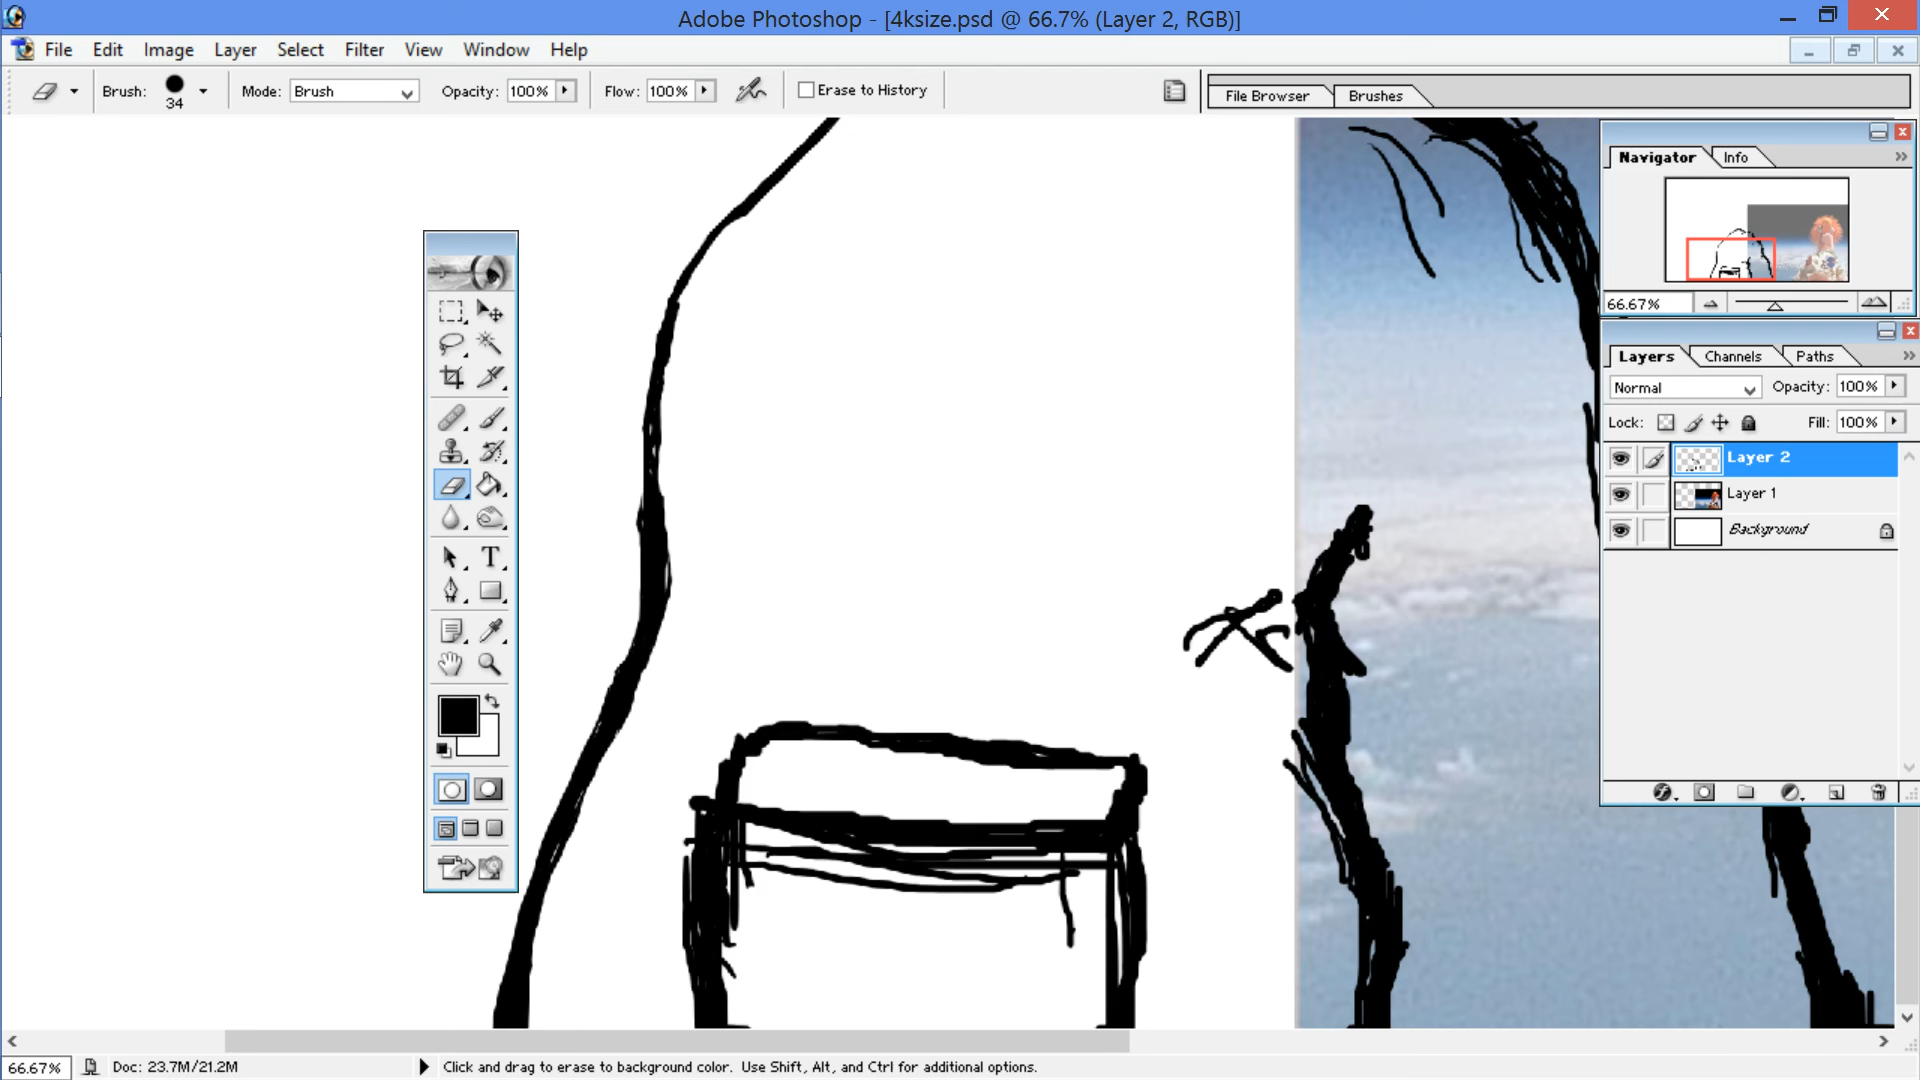 Adobe Photoshop - [4ksize.psd @ 66.7% (Layer 2, RGB)]
File Edit Image Layer Select Filter View Window Help
Brush: 34 Mode: Brush Opacity: 100% Flow: 100% Erase to History File Browser Brushes
Navigator Info
66.67%
Layers Channels Paths
Normal Opacity: 100%
Lock: Fill: 100%
Layer 2
Layer 1
Background
T
66.67% Doc: 23.7M/21.2M Click and drag to erase to background color. Use Shift, Alt, and Ctrl for additional options.